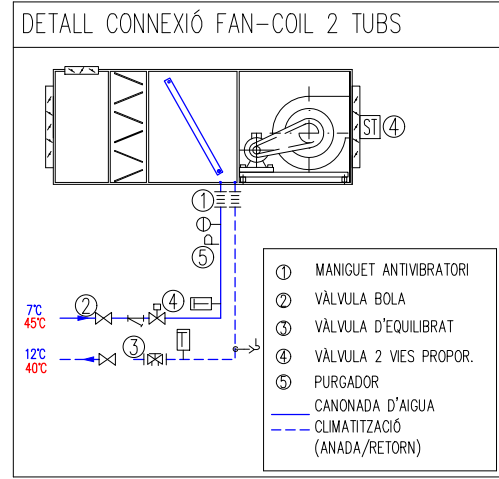 DETALL CONNEXIÓ FAN-COIL 2 TUBS
ST 4
1
5
7°C
45°C
2
4
12°C
40°C
3
T
1 MANIGUET ANTIVIBRATORI
2 VÀLVULA BOLA
3 VÀLVULA D'EQUILIBRAT
4 VÀLVULA 2 VIES PROPOR.
5 PURGADOR
CANONADA D'AIGUA
CLIMATITZACIÓ
(ANADA/RETORN)